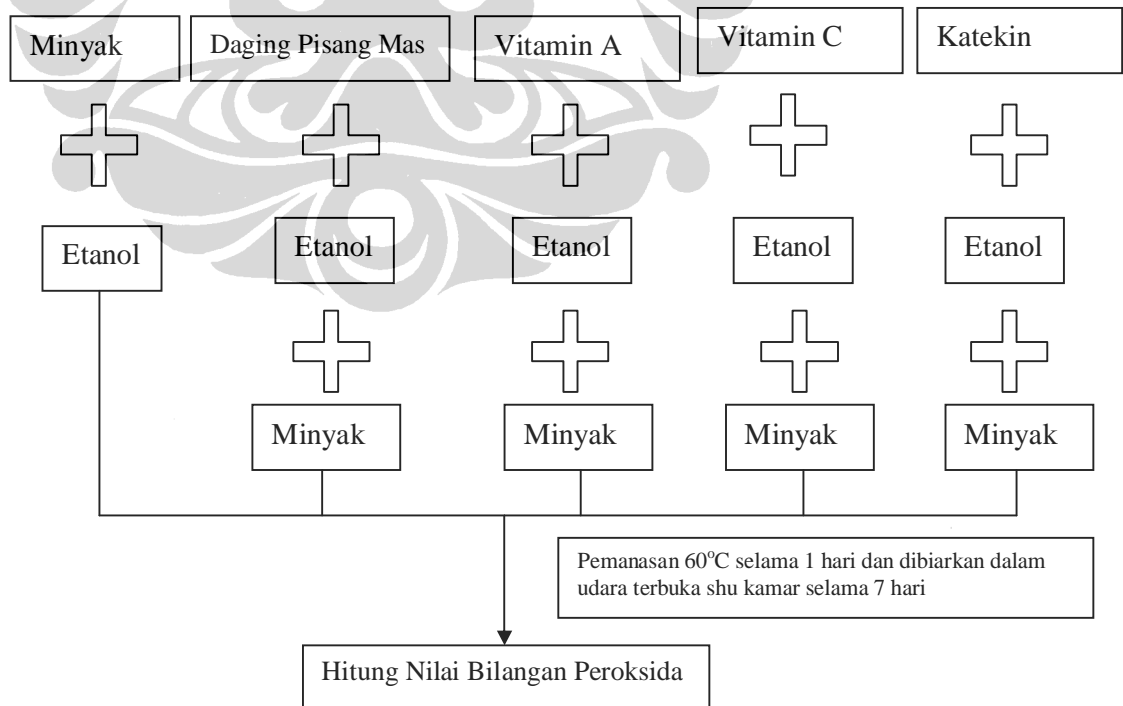 Minyak
Daging Pisang Mas
Vitamin A
Vitamin C
Katekin
Etanol
Etanol
Etanol
Etanol
Etanol
Minyak
Minyak
Minyak
Minyak
Pemanasan 60°C selama 1 hari dan dibiarkan dalam
udara terbuka shu kamar selama 7 hari
Hitung Nilai Bilangan Peroksida